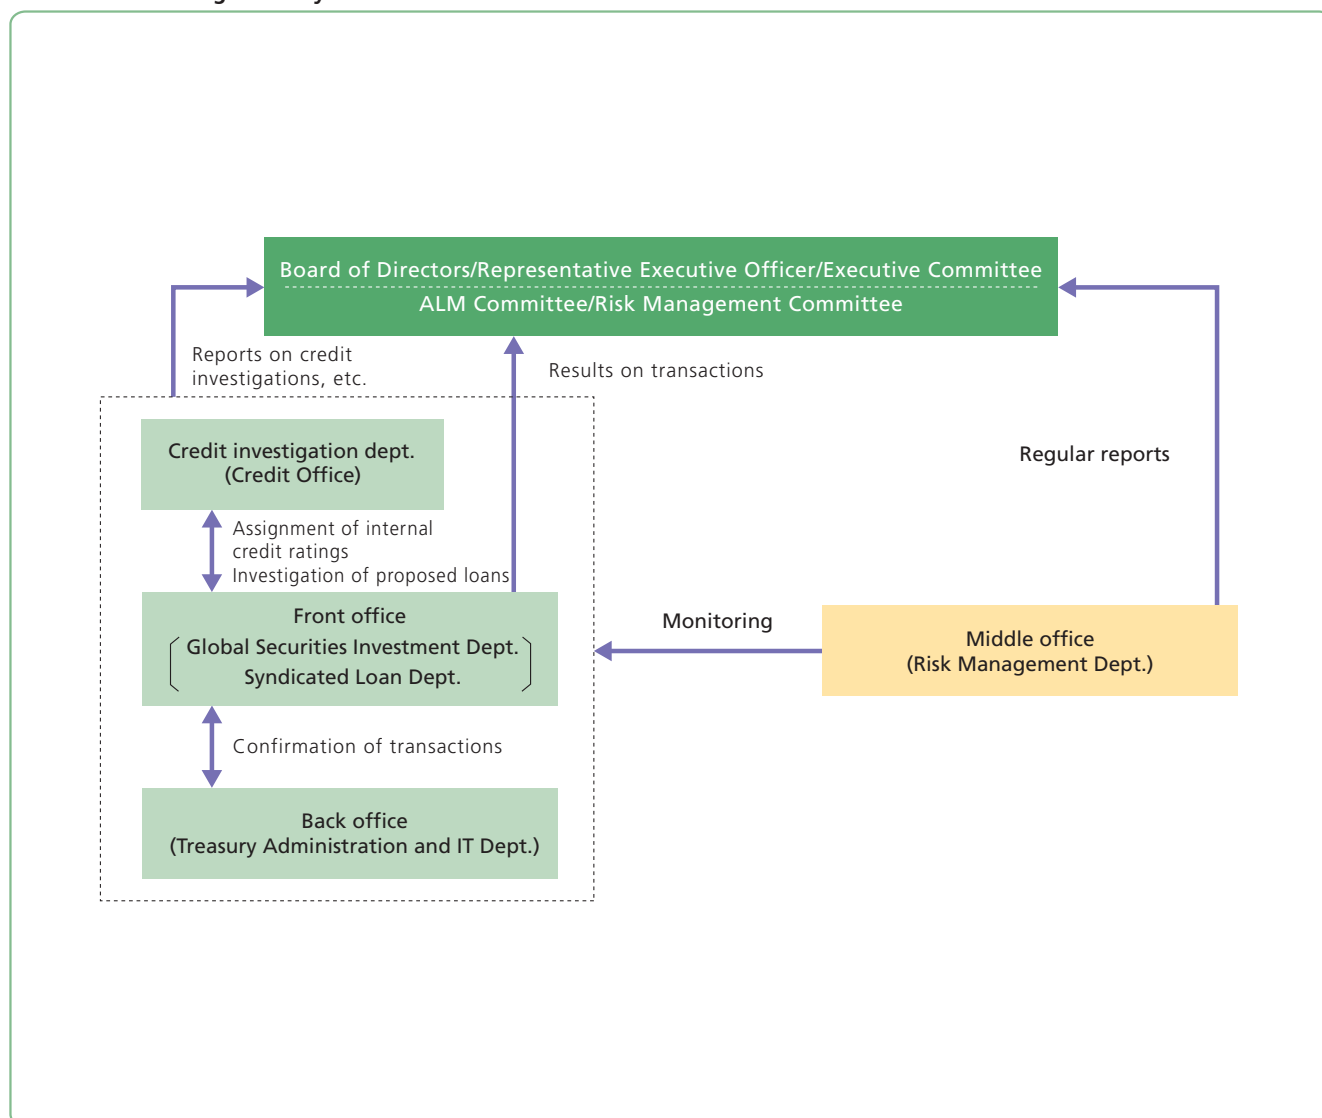 Board of Directors/Representative Executive Officer/Executive Committee
ALM Committee/Risk Management Committee
Reports on credit
investigations, etc.
Results on transactions
Credit investigation dept.
(Credit Office)
Regular reports
Assignment of internal
credit ratings
Investigation of proposed loans
Front office
Global Securities Investment Dept.
Syndicated Loan Dept.
Monitoring
Middle office
(Risk Management Dept.)
Confirmation of transactions
Back office
(Treasury Administration and IT Dept.)